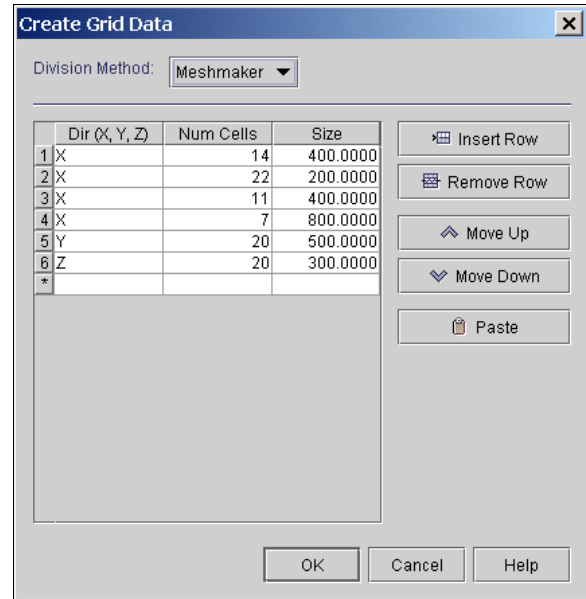 Create Grid Data
Division Method: Meshmaker
Dir (X, Y, Z) Num Cells Size
1 X 14 400.0000
2 X 22 200.0000
3 X 11 400.0000
4 X 7 800.0000
5 Y 20 500.0000
6 Z 20 300.0000
*
Insert Row
Remove Row
Move Up
Move Down
Paste
OK Cancel Help